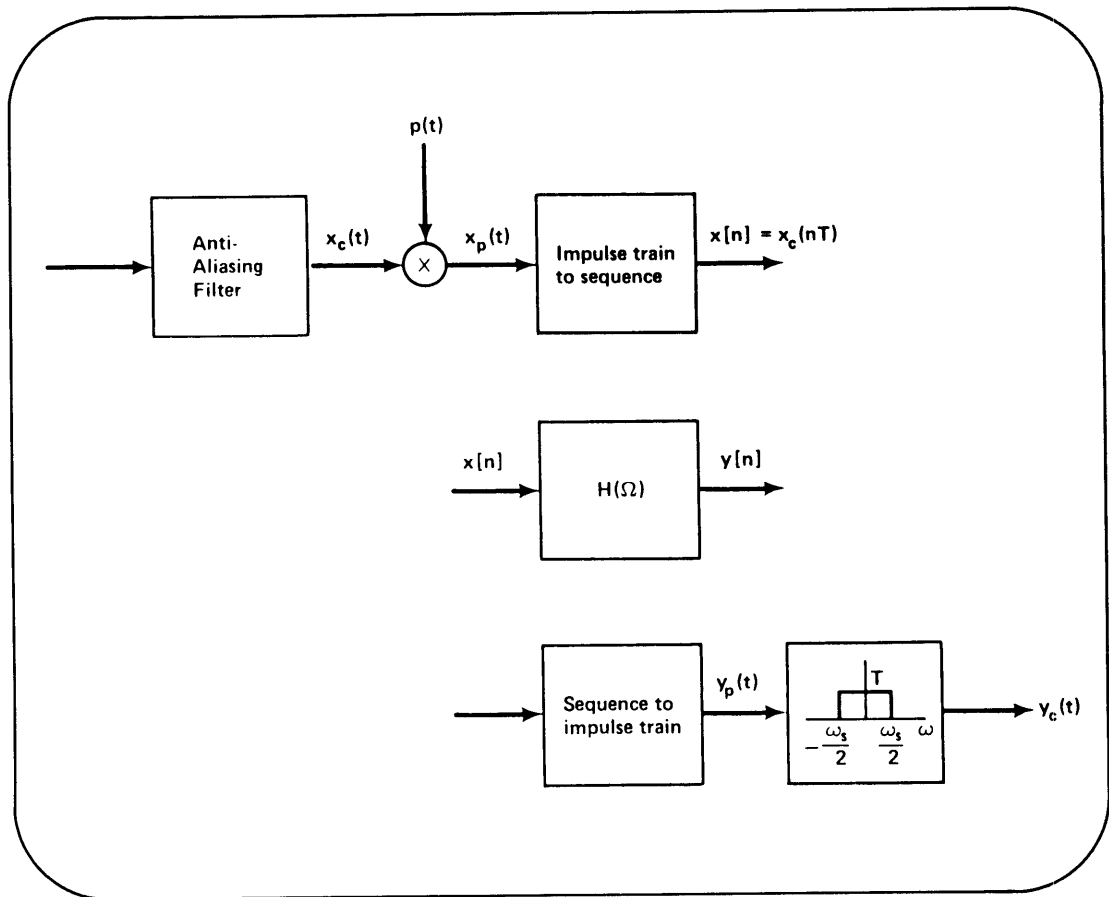 p(t)
Anti-
Aliasing
Filter
x_c(t)
X
x_p(t)
Impulse train
to sequence
x[n] = x_c(nT)
x[n]
H(Ω)
y[n]
Sequence to
impulse train
y_p(t)
T
-ω_s/2
ω_s/2
ω
y_c(t)